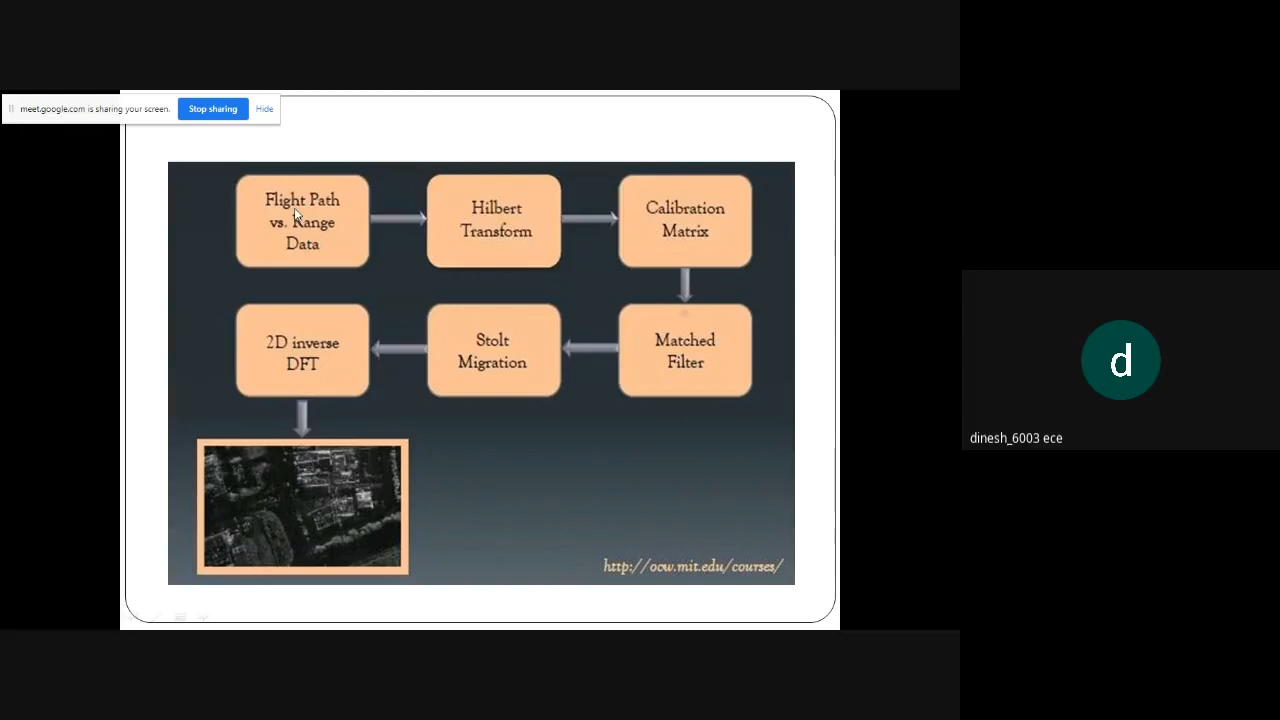 meet.google.com is sharing your screen.
Stop sharing
Hide
Flight Path
vs. Range
Data
Hilbert
Transform
Calibration
Matrix
2D inverse
DFT
Stolt
Migration
Matched
Filter
http://ocw.mit.edu/courses/
d
dinesh_6003 ece